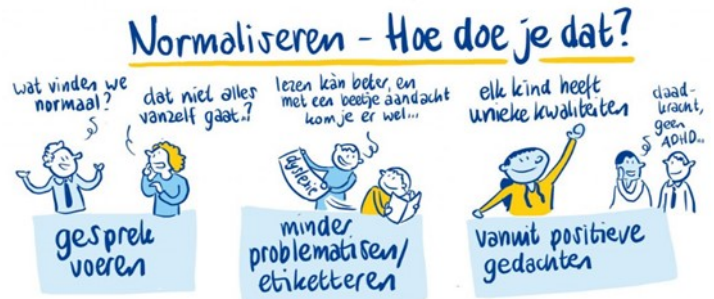 Normaliseren - Hoe doe je dat?
wat vinden we
normaal?
dat niet alles
vanzelf gaat..?
gesprek
voeren
lezen kàn beter, en
met een beetje aandacht
kom je er wel...
dyslexie
minder
problematiseren/
etiketteren
elk kind heeft
unieke kwaliteiten
daad-
kracht,
geen
ADHD...
vanuit positieve
gedachten